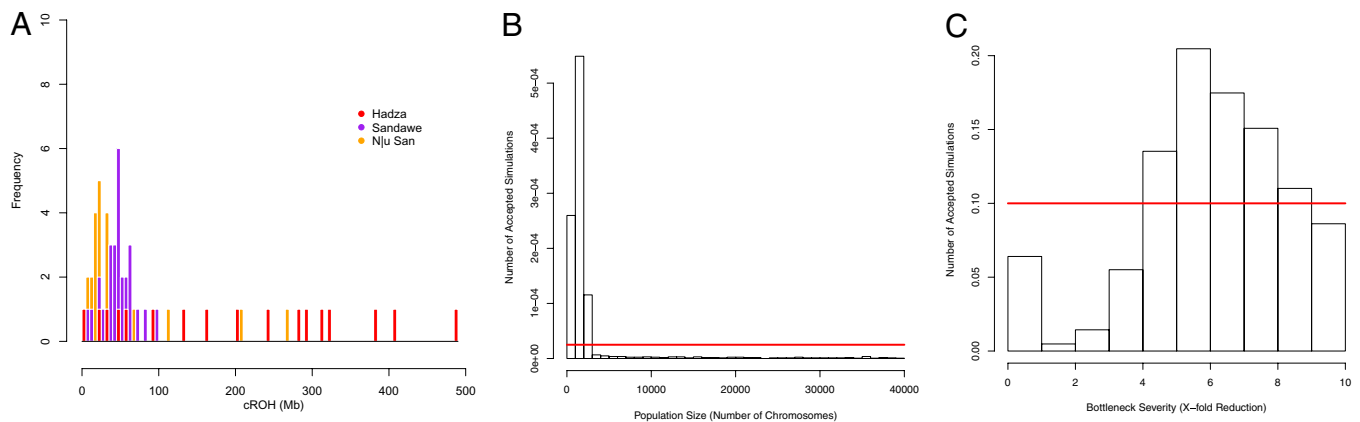 A
Frequency
10
8
6
4
2
0
Hadza
Sandawe
N|u San
0
100
200
300
400
500
cROH (Mb)
B
Number of Accepted Simulations
5e−04
4e−04
3e−04
2e−04
1e−04
0e+00
0
10000
20000
30000
40000
Population Size (Number of Chromosomes)
C
Number of Accepted Simulations
0.20
0.15
0.10
0.05
0.00
0
2
4
6
8
10
Bottleneck Severity (X−fold Reduction)